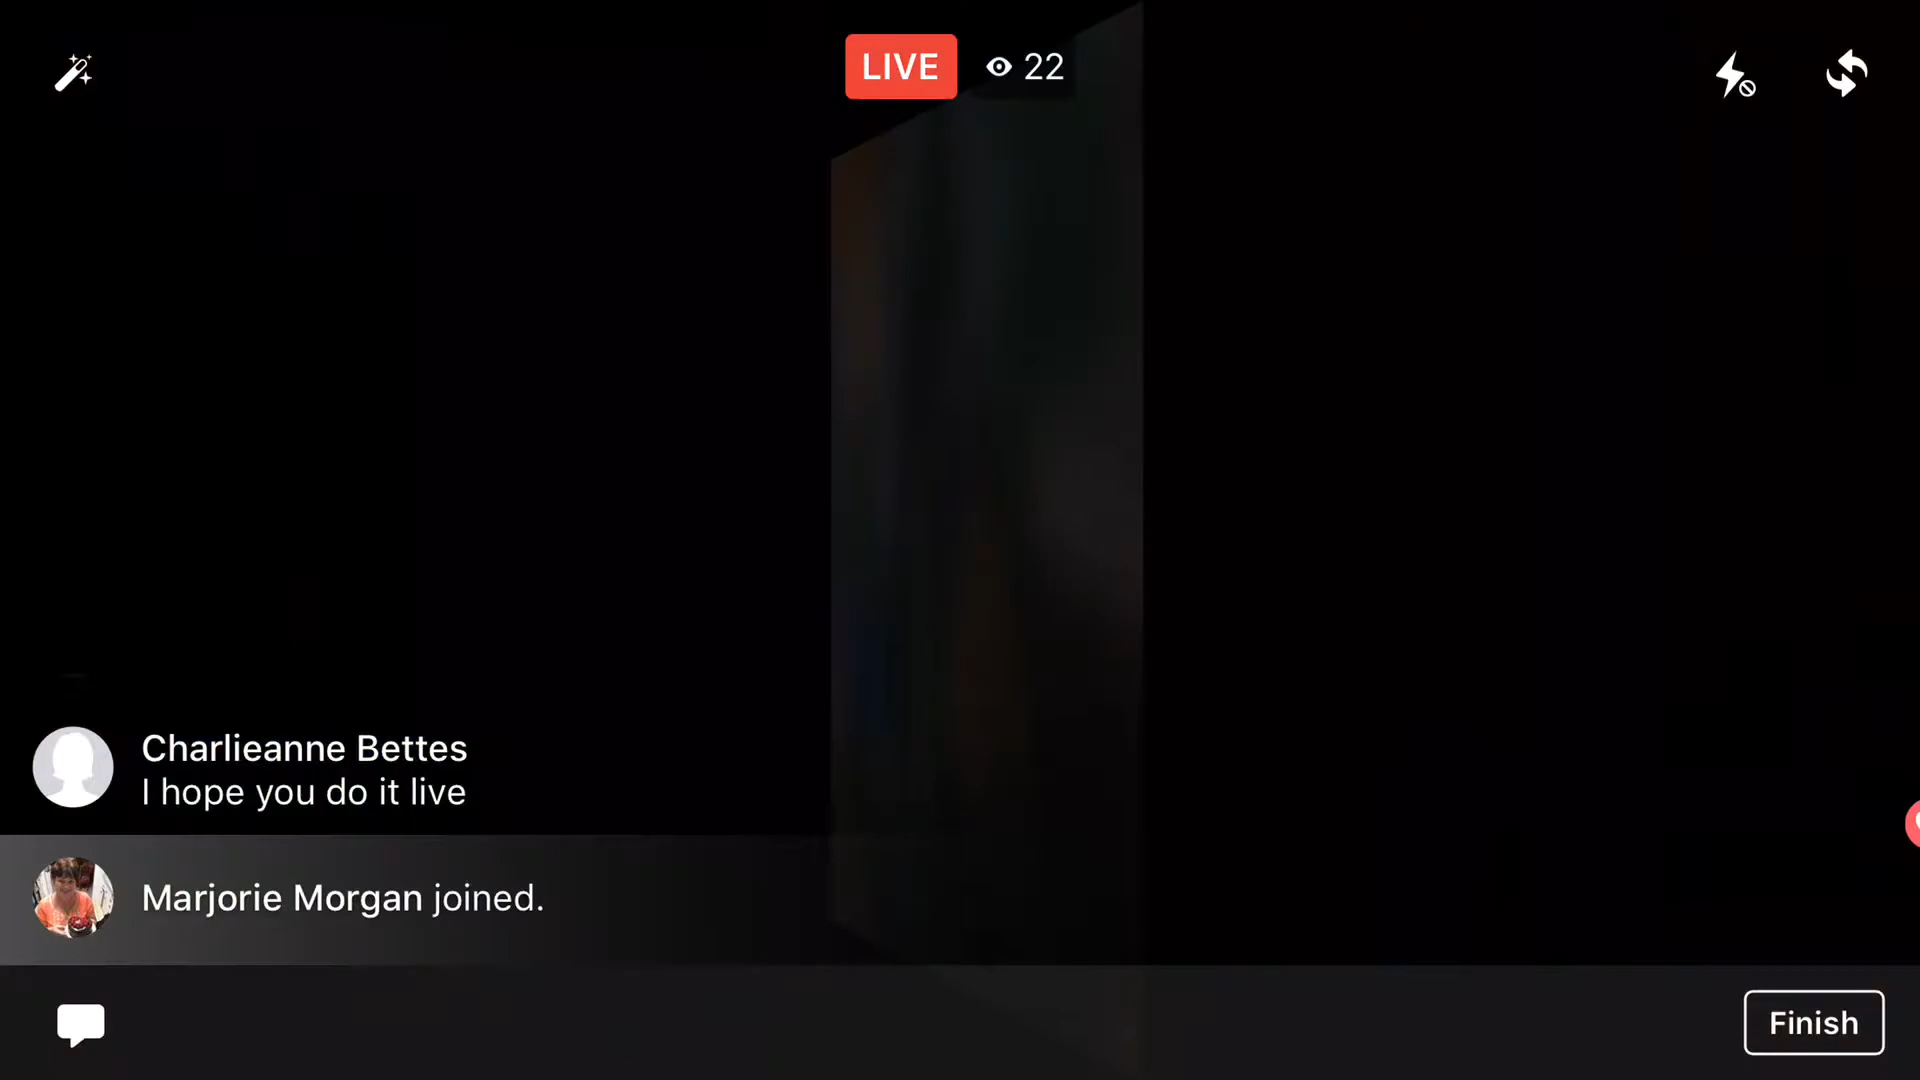 LIVE 22
Charlieanne Bettes
I hope you do it live
Marjorie Morgan joined.
Finish